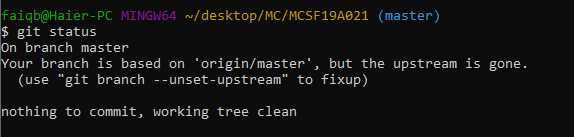 faiqb@Haier-PC MINGW64 ~/desktop/MC/MCSF19A021 (master)
$ git status
On branch master
Your branch is based on 'origin/master', but the upstream is gone.
  (use "git branch --unset-upstream" to fixup)

nothing to commit, working tree clean